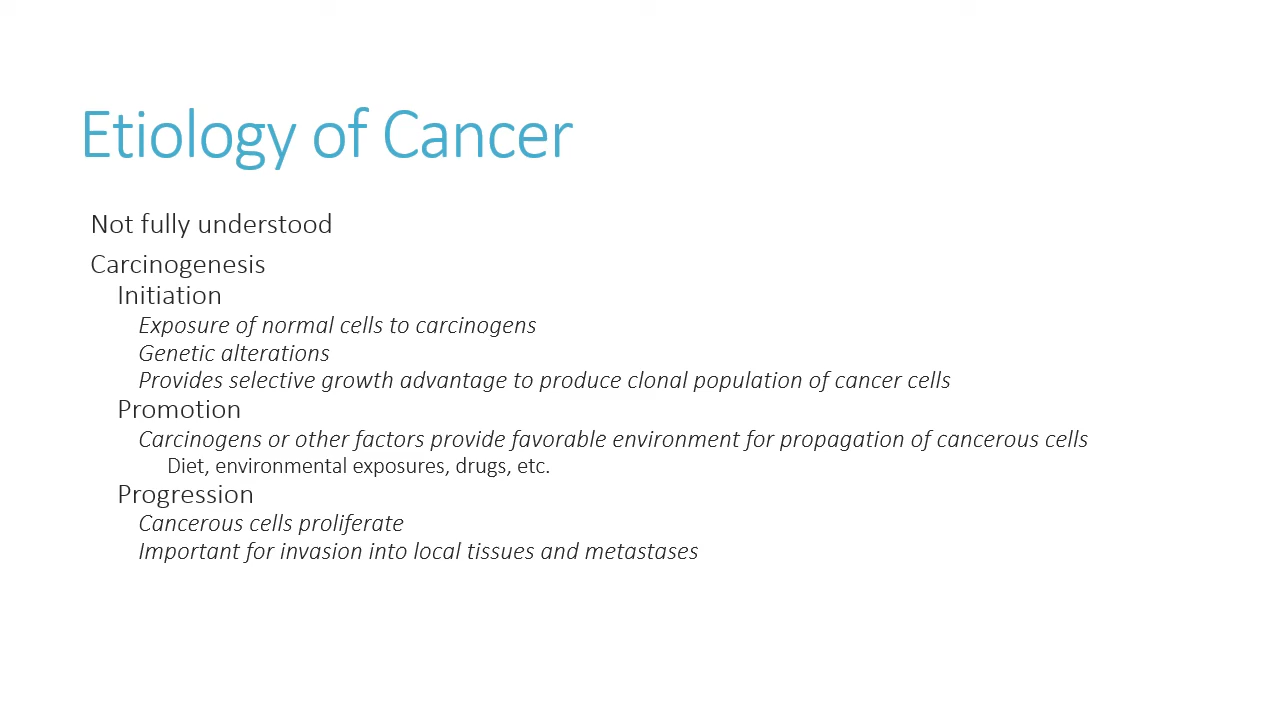 Etiology of Cancer
Not fully understood
Carcinogenesis
Initiation
Exposure of normal cells to carcinogens
Genetic alterations
Provides selective growth advantage to produce clonal population of cancer cells
Promotion
Carcinogens or other factors provide favorable environment for propagation of cancerous cells
Diet, environmental exposures, drugs, etc.
Progression
Cancerous cells proliferate
Important for invasion into local tissues and metastases